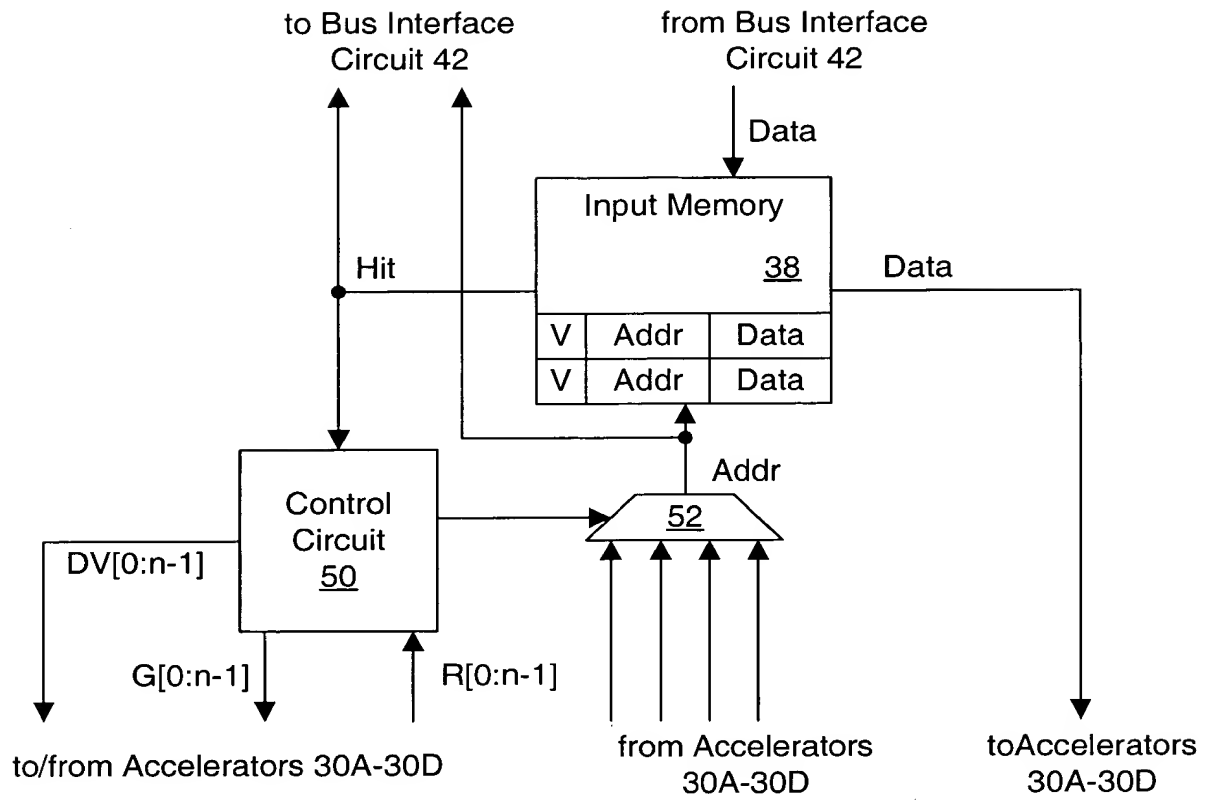 to Bus Interface
Circuit 42
from Bus Interface
Circuit 42
Data
Input Memory
38
Hit
Data
V Addr Data
V Addr Data
Addr
Control
Circuit
50
52
DV[0:n-1]
G[0:n-1]
R[0:n-1]
to/from Accelerators 30A-30D
from Accelerators
30A-30D
toAccelerators
30A-30D